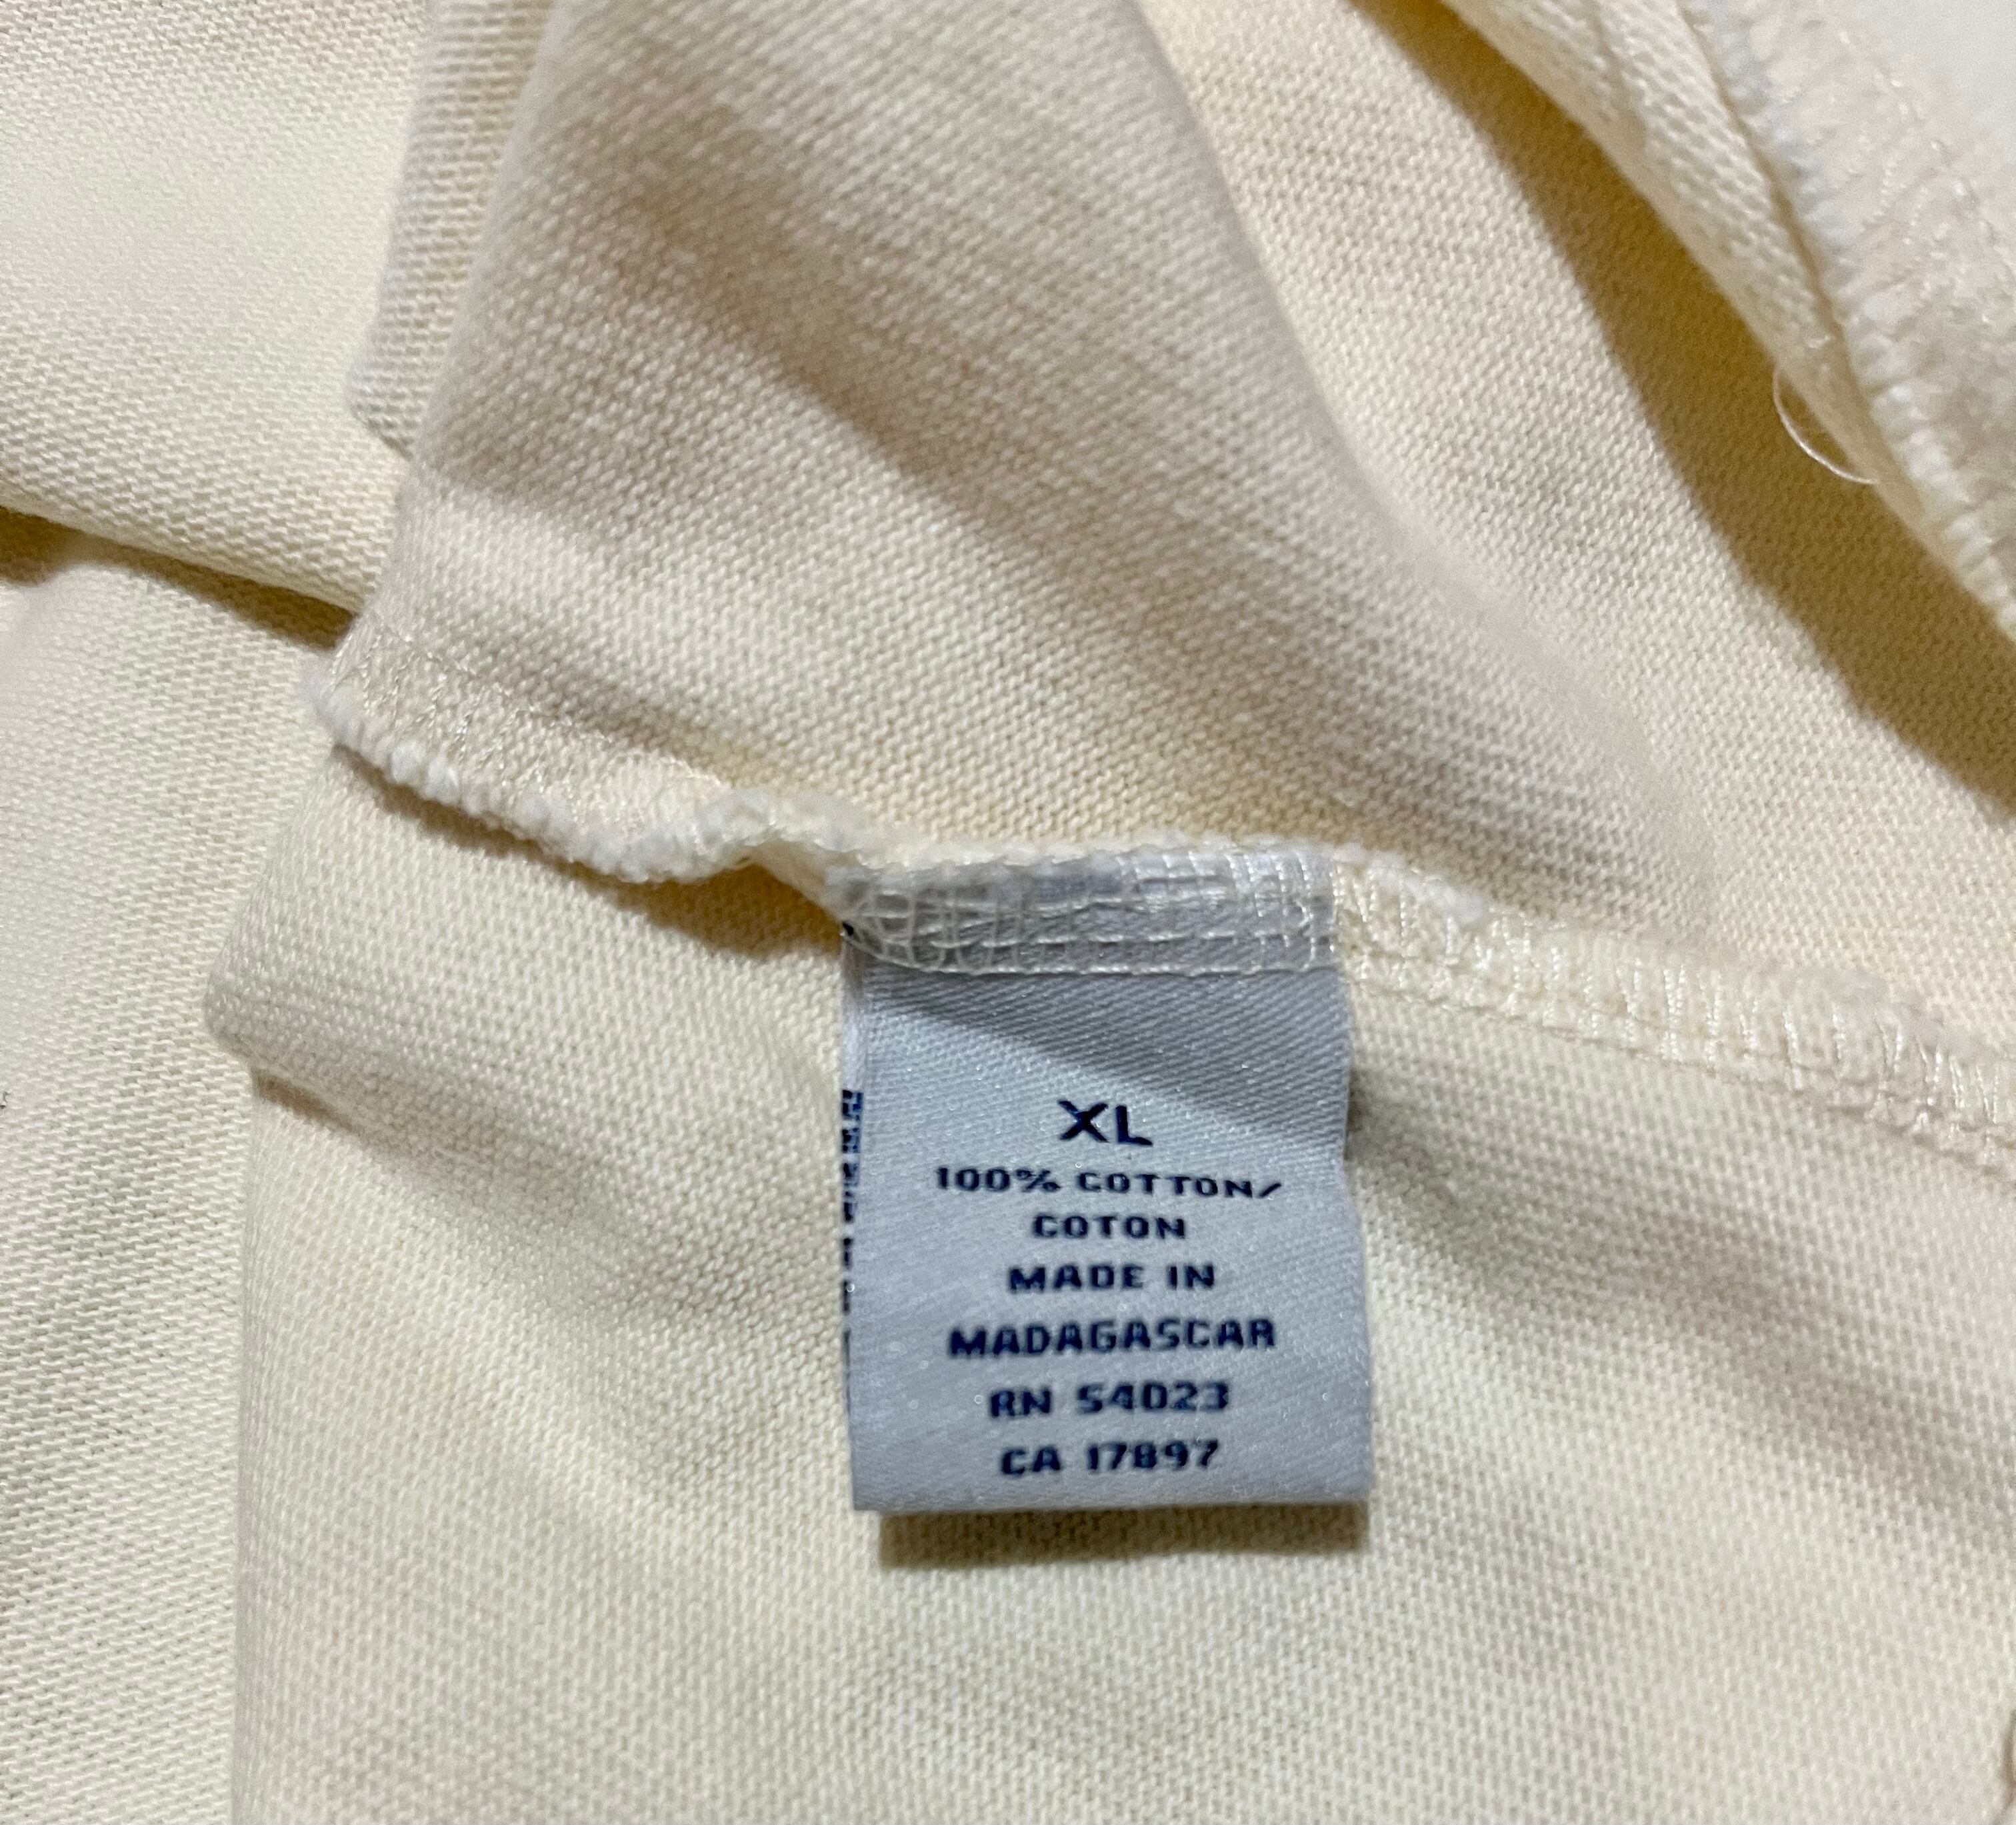 XL
100% COTTON/
COTON
MADE IN
MADAGASCAR
RN 54023
CA 17897